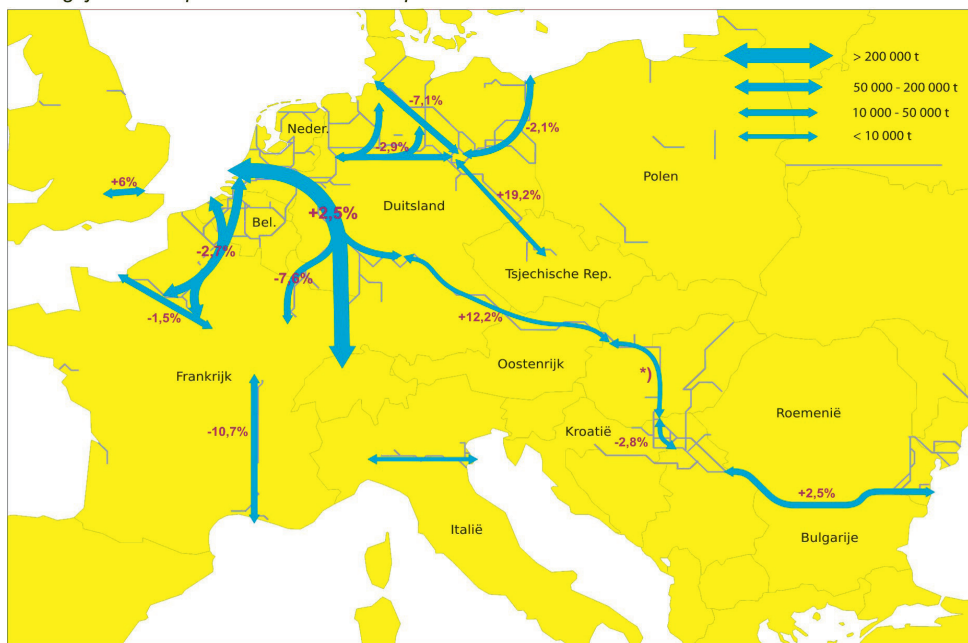 > 200 000 t
50 000 - 200 000 t
10 000 - 50 000 t
< 10 000 t
-7,1%
Neder.
-2,9%
-2,1%
Polen
+6%
+19,2%
Duitsland
+2,5%
Bel.
-2,7%
Tsjechische Rep.
-7,6%
-1,5%
+12,2%
Oostenrijk
Frankrijk
*)
Roemenië
-10,7%
Kroatië
-2,8%
+2,5%
Italië
Bulgarije